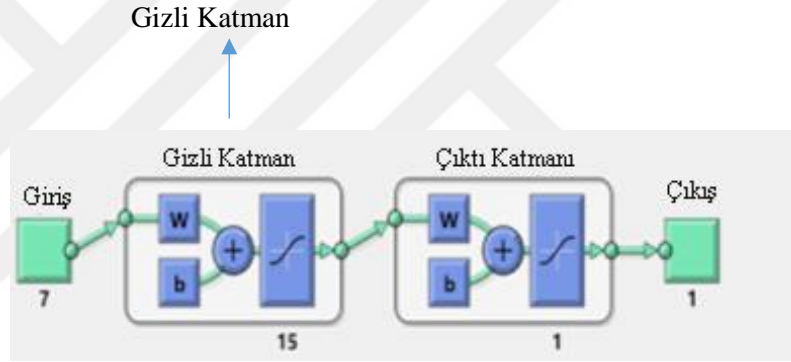 Gizli Katman
Gizli Katman
Çıktı Katmanı
Giriş
Çıkış
W
b
+
W
b
+
7
15
1
1